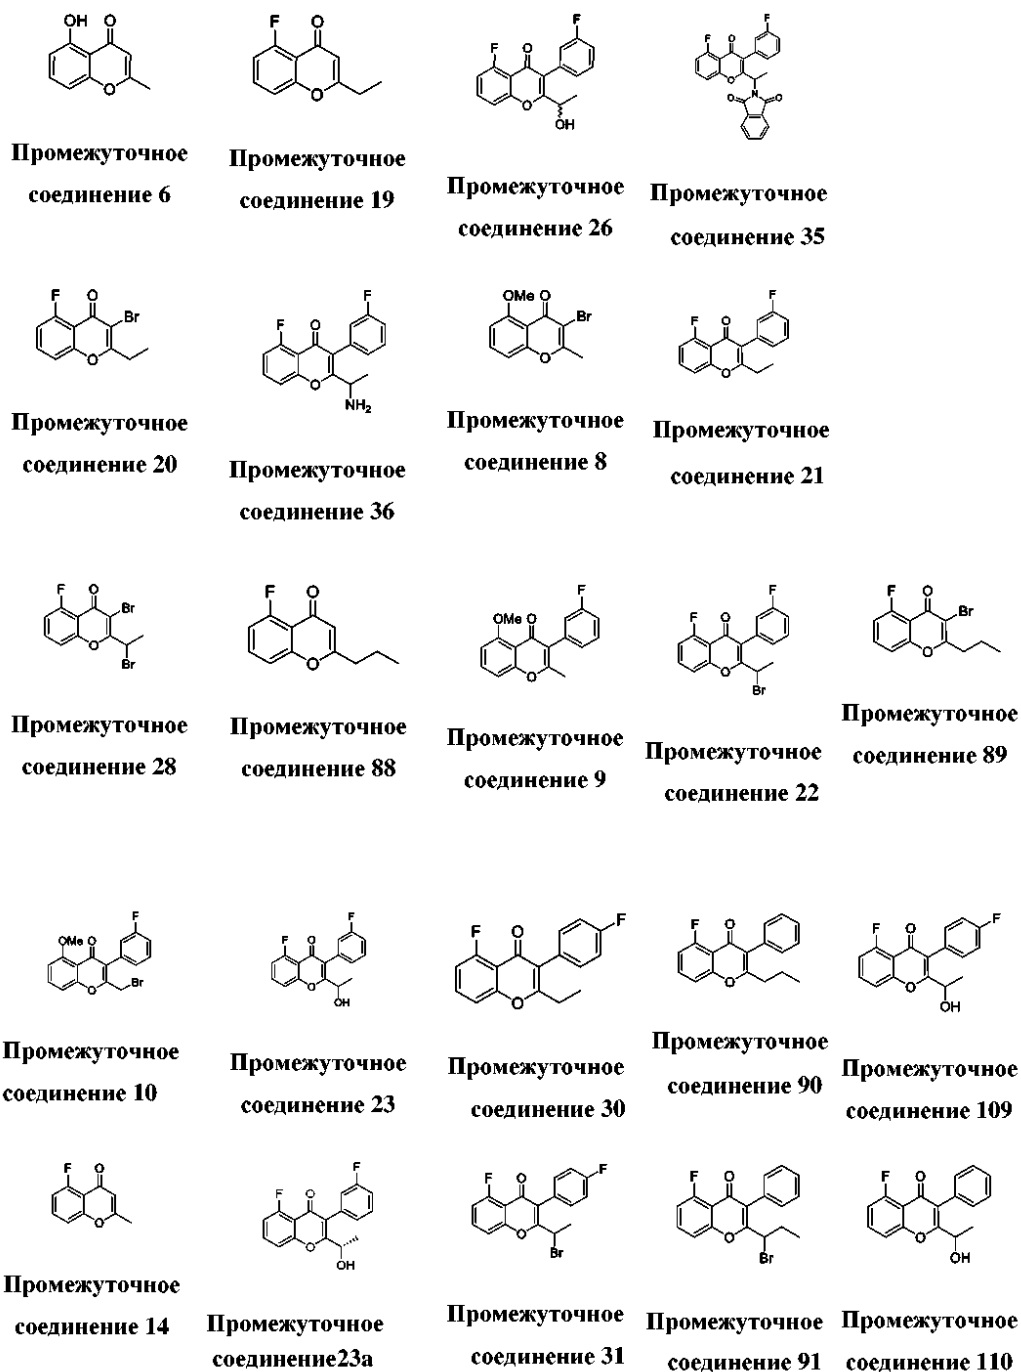 OH O
O
Промежуточное
соединение 6
F O
O
Промежуточное
соединение 19
F
F O
O
OH
Промежуточное
соединение 26
F
F O
O
N
O O
Промежуточное
соединение 35
F O
Br
O
Промежуточное
соединение 20
F
F O
O
NH2
Промежуточное
соединение 36
OMe O
Br
O
Промежуточное
соединение 8
F
F O
O
Промежуточное
соединение 21
F O
Br
O
Br
Промежуточное
соединение 28
F O
O
Промежуточное
соединение 88
F
OMe O
O
Промежуточное
соединение 9
F
F O
O
Br
Промежуточное
соединение 22
F O
Br
O
Промежуточное
соединение 89
F
OMe O
O
Br
Промежуточное
соединение 10
F
F O
O
OH
Промежуточное
соединение 23
F
F O
O
Промежуточное
соединение 30
F O
O
Промежуточное
соединение 90
F
F O
O
OH
Промежуточное
соединение 109
F O
O
Промежуточное
соединение 14
F
F O
O
OH
Промежуточное
соединение23a
F
F O
O
Br
Промежуточное
соединение 31
F O
O
Br
Промежуточное
соединение 91
F O
O
OH
Промежуточное
соединение 110